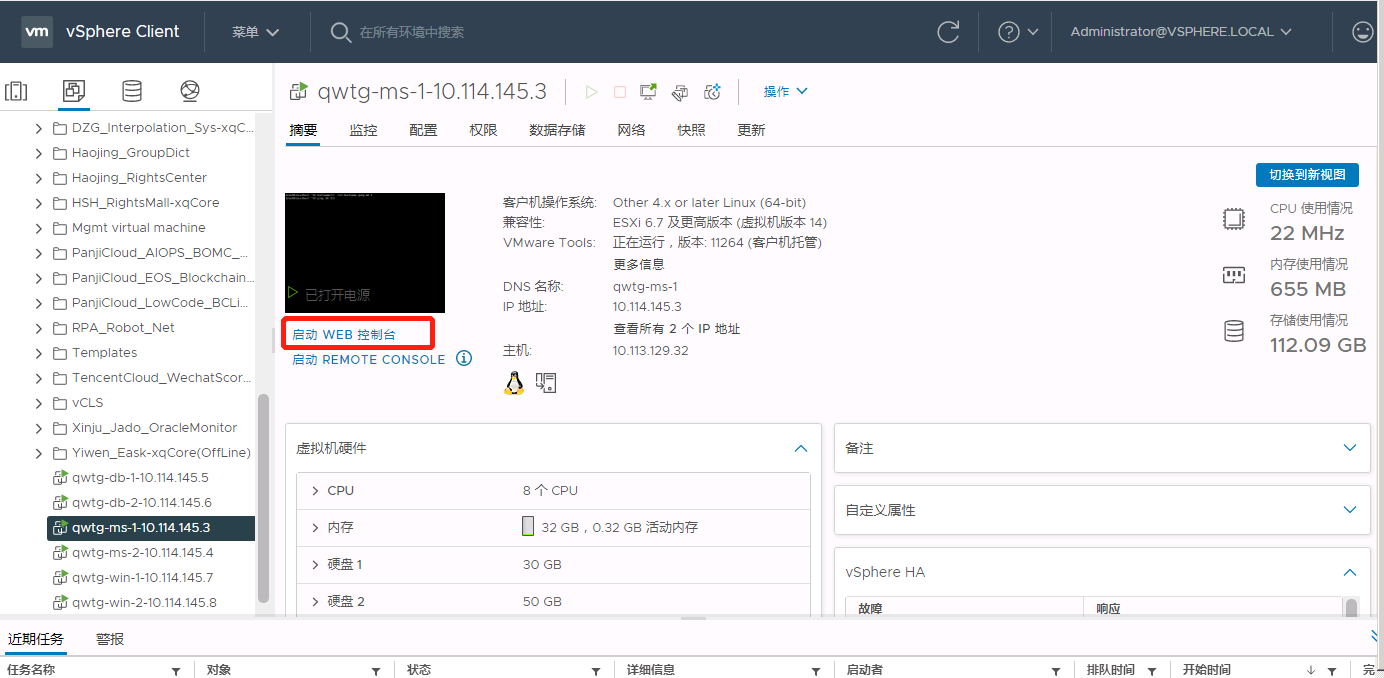 vm vSphere Client 菜单 在所有环境中搜索 Administrator@VSPHERE.LOCAL
DZG_Interpolation_Sys-xqC...
Haojing_GroupDict
Haojing_RightsCenter
HSH_RightsMall-xqCore
Mgmt virtual machine
PanjiCloud_AIOPS_BOMC_...
PanjiCloud_EOS_Blockchain...
PanjiCloud_LowCode_BCLi...
RPA_Robot_Net
Templates
TencentCloud_WechatScor...
vCLS
Xinju_Jado_OracleMonitor
Yiwen_Eask-xqCore(OffLine)
qwtg-db-1-10.114.145.5
qwtg-db-2-10.114.145.6
qwtg-ms-1-10.114.145.3
qwtg-ms-2-10.114.145.4
qwtg-win-1-10.114.145.7
qwtg-win-2-10.114.145.8
qwtg-ms-1-10.114.145.3 操作
摘要 监控 配置 权限 数据存储 网络 快照 更新
切换到新视图
已打开电源
启动 WEB 控制台
启动 REMOTE CONSOLE
客户机操作系统: Other 4.x or later Linux (64-bit)
兼容性: ESXi 6.7 及更高版本 (虚拟机版本 14)
VMware Tools: 正在运行，版本: 11264 (客户机托管)
更多信息
DNS 名称: qwtg-ms-1
IP 地址: 10.114.145.3
查看所有 2 个 IP 地址
主机: 10.113.129.32
CPU 使用情况
22 MHz
内存使用情况
655 MB
存储使用情况
112.09 GB
虚拟机硬件
CPU 8 个 CPU
内存 32 GB，0.32 GB 活动内存
硬盘 1 30 GB
硬盘 2 50 GB
备注
自定义属性
vSphere HA
故障 响应
近期任务 警报
任务名称 对象 状态 详细信息 启动者 排队时间 开始时间 完